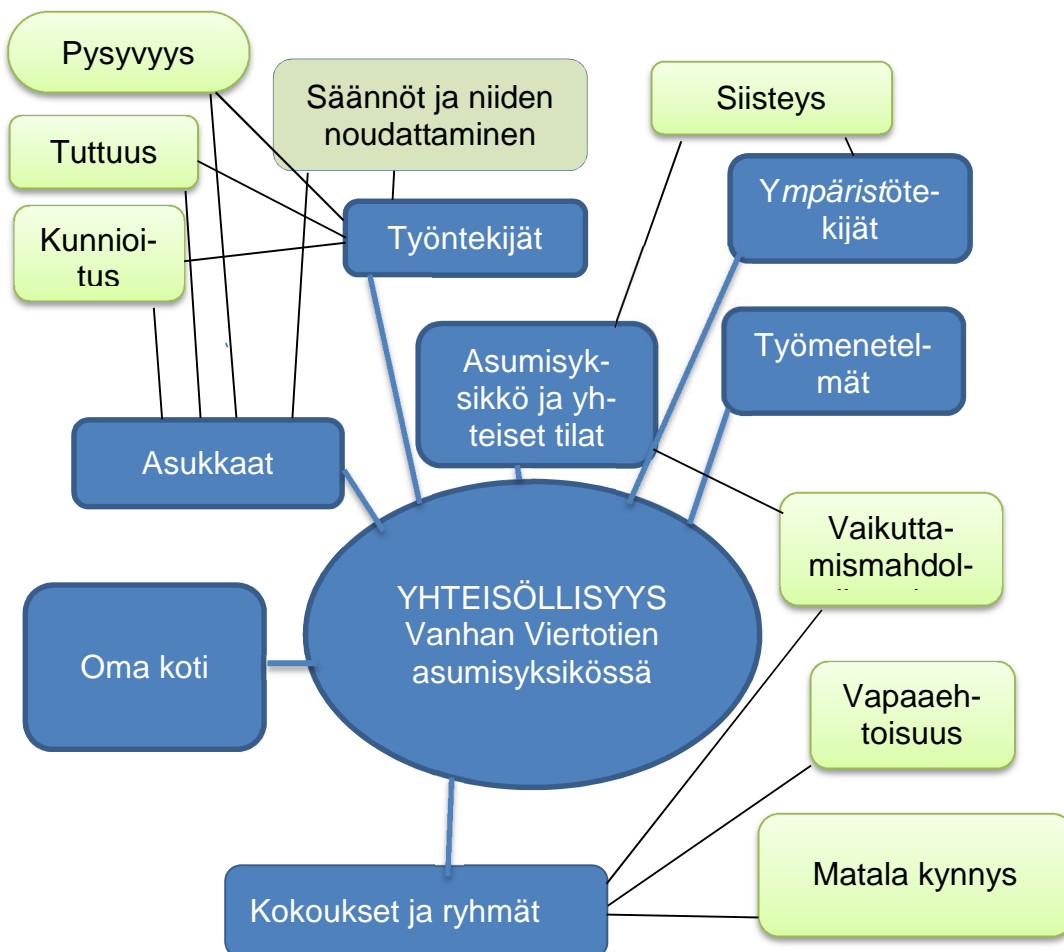 Pysyvyys
Säännöt ja niiden
noudattaminen
Siisteys
Tuttuus
Ympäristöte-
kijät
Kunnioi-
tus
Työntekijät
Asumisyk-
sikkö ja yh-
teiset tilat
Työmenetel-
mät
Asukkaat
Vaikutta-
mismahdol-
YHTEISÖLLISYYS
Vanhan Viertotien
asumisyksikössä
Oma koti
Vapaaeh-
toisuus
Matala kynnys
Kokoukset ja ryhmät